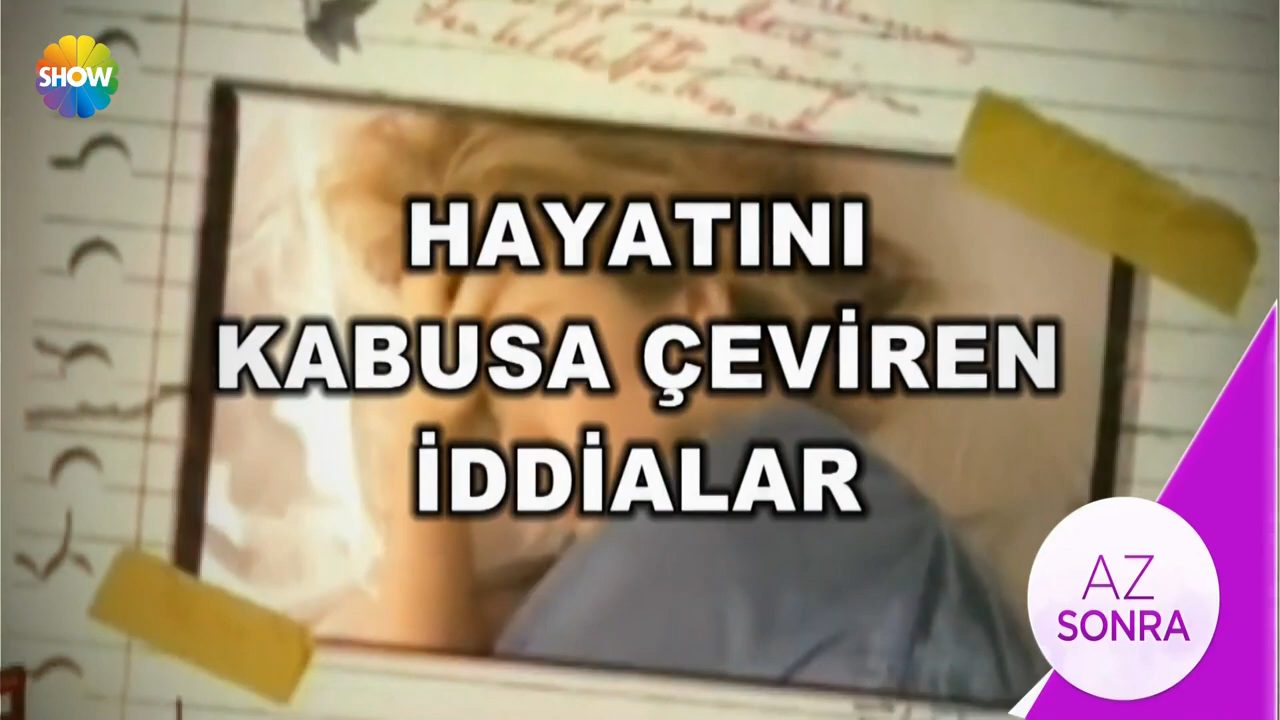 SHOW
HAYATINI
KABUSA ÇEVİREN
İDDİALAR
AZ
SONRA